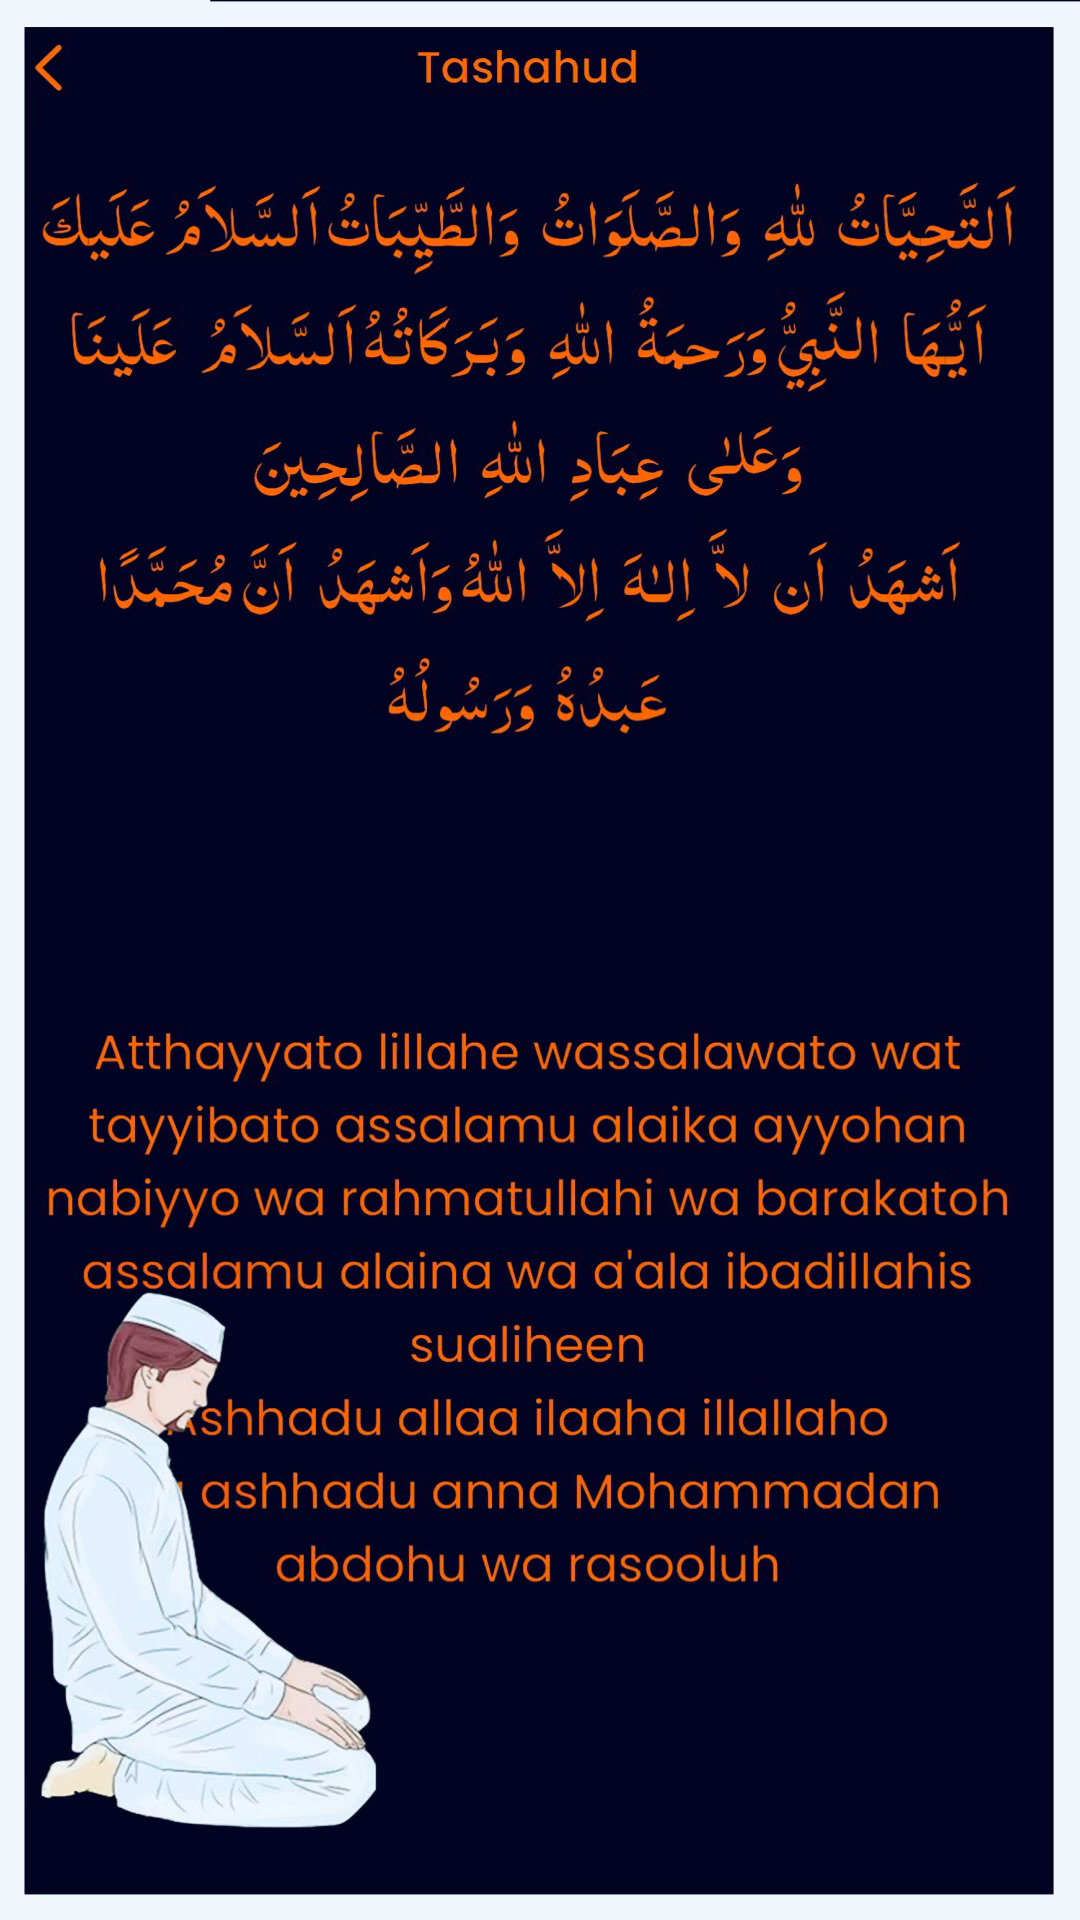 Tashahud
اَلتَّحِيَّاتُ لِلّٰهِ وَالصَّلَوَاتُ وَالطَّيِّبَاتُ اَلسَّلاَمُ عَلَيكَ
اَيُّهَا النَّبِيُّ وَرَحمَةُ اللّٰهِ وَبَرَكَاتُهُ اَلسَّلاَمُ عَلَينَا
وَعَلٰى عِبَادِ اللّٰهِ الصَّالِحِينَ
اَشهَدُ اَن لاَّ اِلٰهَ اِلاَّ اللّٰهُ وَاَشهَدُ اَنَّ مُحَمَّدًا
عَبدُهُ وَرَسُولُهُ
Atthayyato lillahe wassalawato wat
tayyibato assalamu alaika ayyohan
nabiyyo wa rahmatullahi wa barakatoh
assalamu alaina wa a'ala ibadillahis
sualiheen
shhadu allaa ilaaha illallaho
ashhadu anna Mohammadan
abdohu wa rasooluh